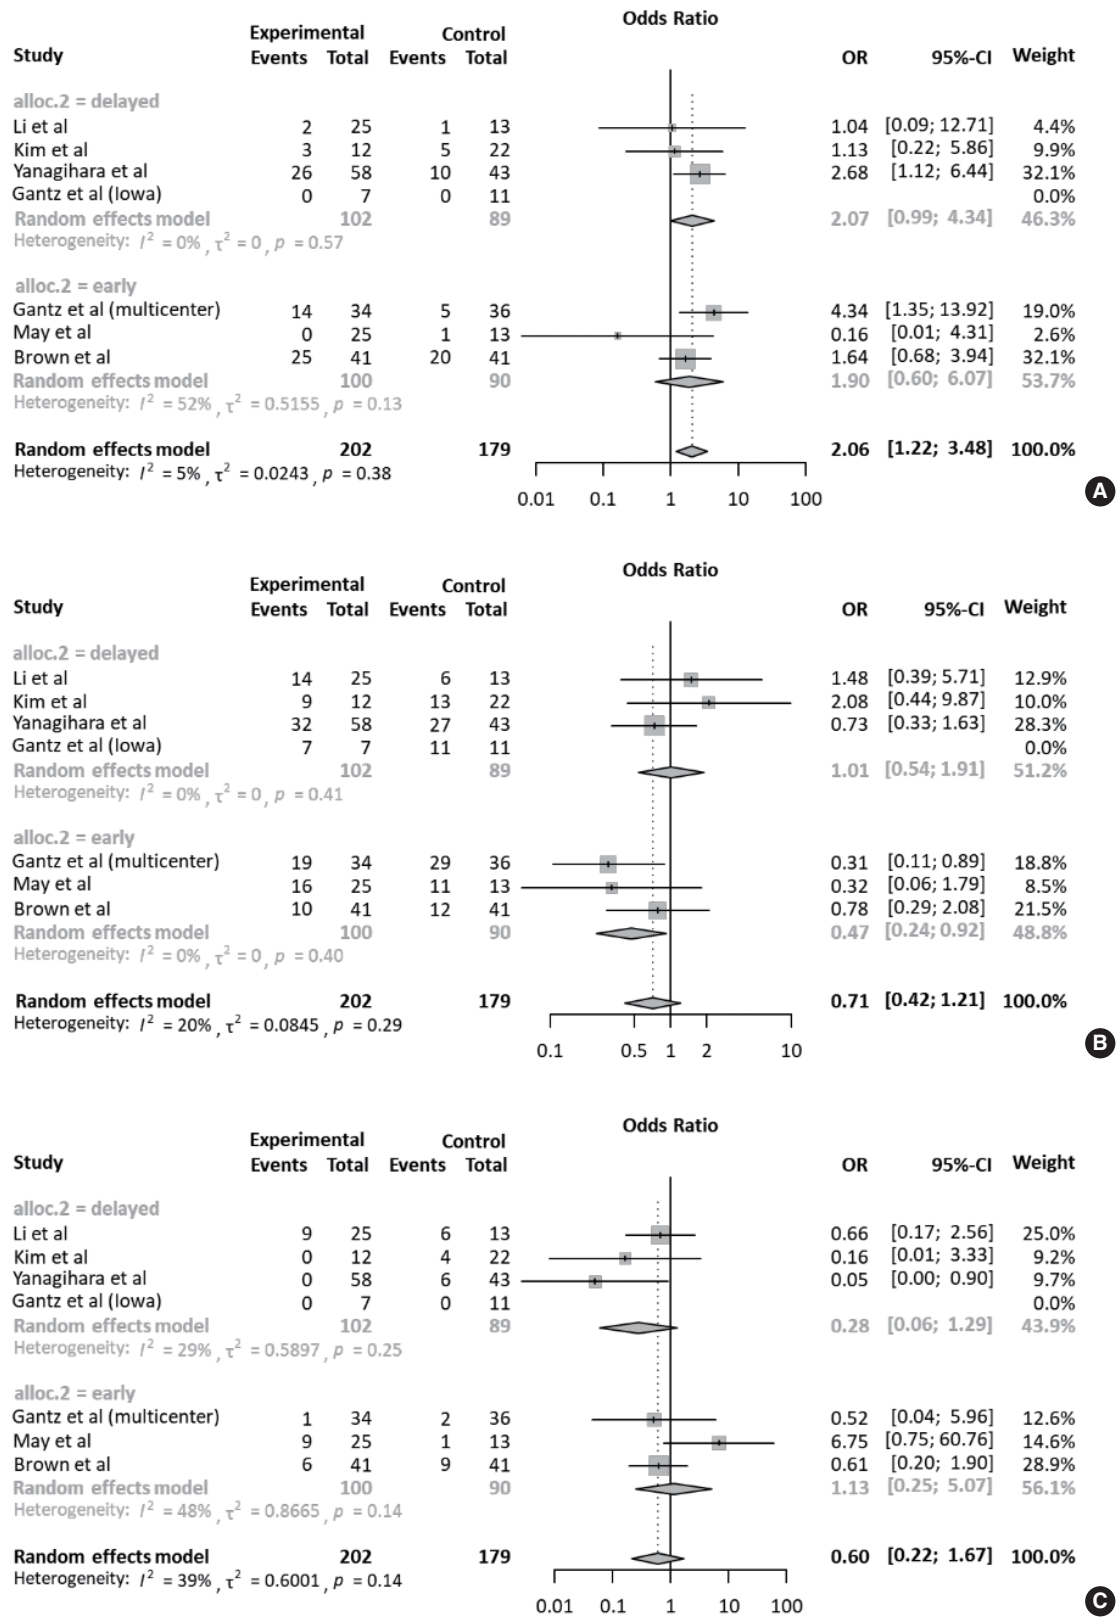 Odds Ratio
Experimental Control
Study Events Total Events Total OR 95%-CI Weight
alloc.2 = delayed
Li et al 2 25 1 13 1.04 [0.09; 12.71] 4.4%
Kim et al 3 12 5 22 1.13 [0.22; 5.86] 9.9%
Yanagihara et al 26 58 10 43 2.68 [1.12; 6.44] 32.1%
Gantz et al (Iowa) 0 7 0 11 0.0%
Random effects model 102 89 2.07 [0.99; 4.34] 46.3%
Heterogeneity: I² = 0%, τ² = 0, p = 0.57
alloc.2 = early
Gantz et al (multicenter) 14 34 5 36 4.34 [1.35; 13.92] 19.0%
May et al 0 25 1 13 0.16 [0.01; 4.31] 2.6%
Brown et al 25 41 20 41 1.64 [0.68; 3.94] 32.1%
Random effects model 100 90 1.90 [0.60; 6.07] 53.7%
Heterogeneity: I² = 52%, τ² = 0.5155, p = 0.13
Random effects model 202 179 2.06 [1.22; 3.48] 100.0%
Heterogeneity: I² = 5%, τ² = 0.0243, p = 0.38
0.01 0.1 1 10 100
A
Odds Ratio
Experimental Control
Study Events Total Events Total OR 95%-CI Weight
alloc.2 = delayed
Li et al 14 25 6 13 1.48 [0.39; 5.71] 12.9%
Kim et al 9 12 13 22 2.08 [0.44; 9.87] 10.0%
Yanagihara et al 32 58 27 43 0.73 [0.33; 1.63] 28.3%
Gantz et al (Iowa) 7 7 11 11 0.0%
Random effects model 102 89 1.01 [0.54; 1.91] 51.2%
Heterogeneity: I² = 0%, τ² = 0, p = 0.41
alloc.2 = early
Gantz et al (multicenter) 19 34 29 36 0.31 [0.11; 0.89] 18.8%
May et al 16 25 11 13 0.32 [0.06; 1.79] 8.5%
Brown et al 10 41 12 41 0.78 [0.29; 2.08] 21.5%
Random effects model 100 90 0.47 [0.24; 0.92] 48.8%
Heterogeneity: I² = 0%, τ² = 0, p = 0.40
Random effects model 202 179 0.71 [0.42; 1.21] 100.0%
Heterogeneity: I² = 20%, τ² = 0.0845, p = 0.29
0.1 0.5 1 2 10
B
Odds Ratio
Experimental Control
Study Events Total Events Total OR 95%-CI Weight
alloc.2 = delayed
Li et al 9 25 6 13 0.66 [0.17; 2.56] 25.0%
Kim et al 0 12 4 22 0.16 [0.01; 3.33] 9.2%
Yanagihara et al 0 58 6 43 0.05 [0.00; 0.90] 9.7%
Gantz et al (Iowa) 0 7 0 11 0.0%
Random effects model 102 89 0.28 [0.06; 1.29] 43.9%
Heterogeneity: I² = 29%, τ² = 0.5897, p = 0.25
alloc.2 = early
Gantz et al (multicenter) 1 34 2 36 0.52 [0.04; 5.96] 12.6%
May et al 9 25 1 13 6.75 [0.75; 60.76] 14.6%
Brown et al 6 41 9 41 0.61 [0.20; 1.90] 28.9%
Random effects model 100 90 1.13 [0.25; 5.07] 56.1%
Heterogeneity: I² = 48%, τ² = 0.8665, p = 0.14
Random effects model 202 179 0.60 [0.22; 1.67] 100.0%
Heterogeneity: I² = 39%, τ² = 0.6001, p = 0.14
0.01 0.1 1 10 100
C